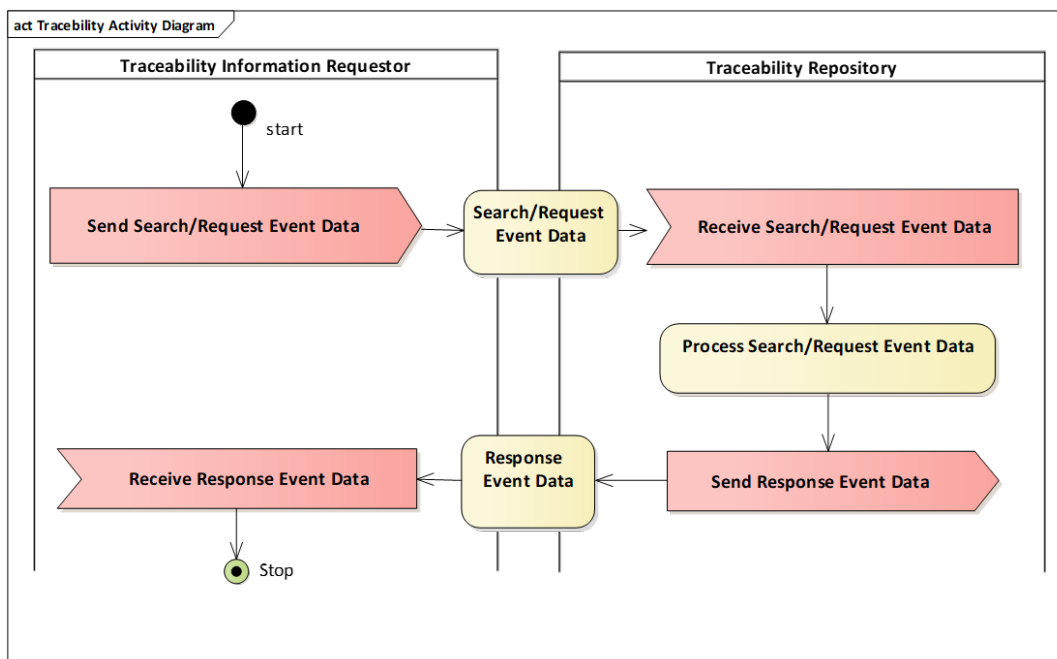 act Tracebility Activity Diagram
Traceability Information Requestor
Traceability Repository
start
Send Search/Request Event Data
Search/Request
Event Data
Receive Search/Request Event Data
Process Search/Request Event Data
Receive Response Event Data
Response
Event Data
Send Response Event Data
Stop